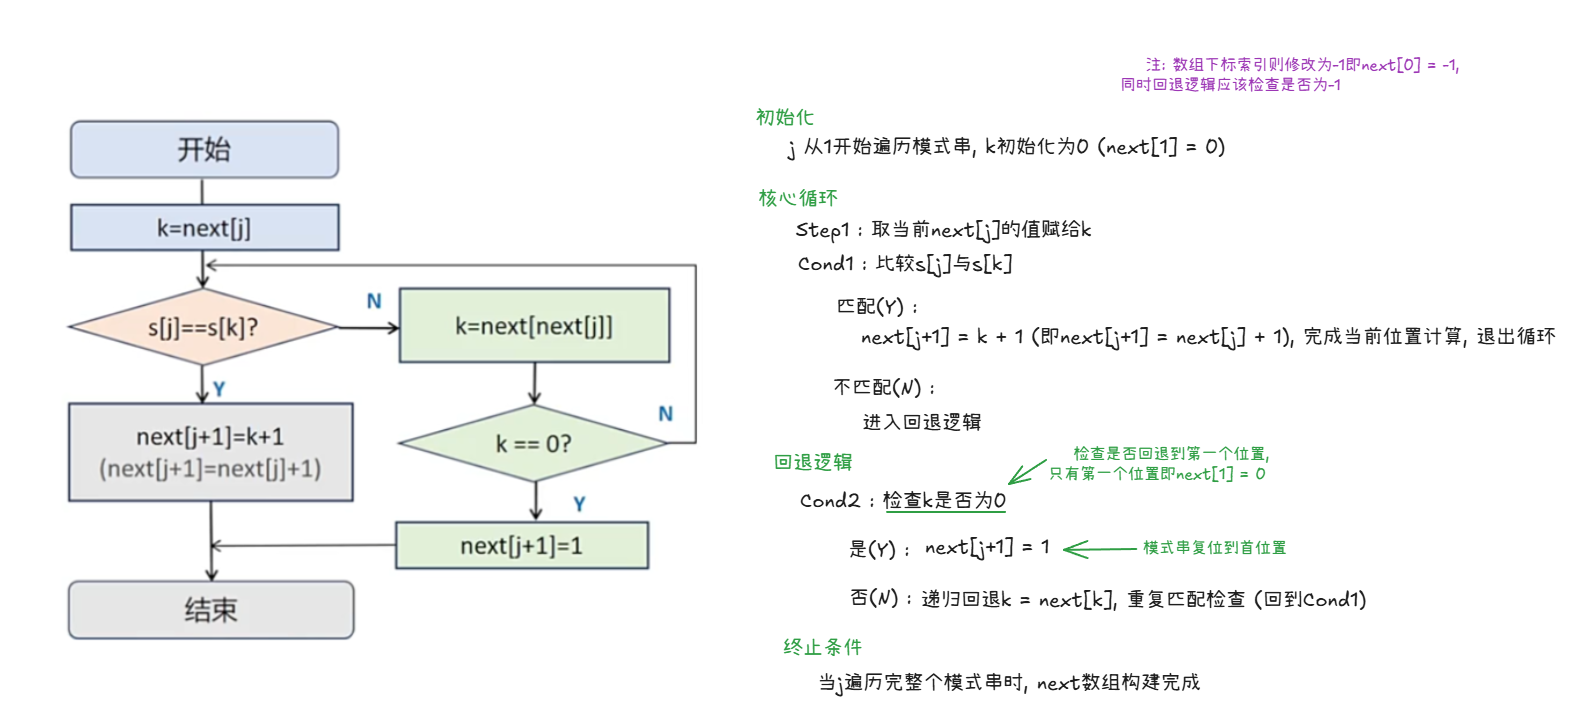 开始
k=next[j]
s[j]==s[k]?
N
k=next[next[j]]
Y
next[j+1]=k+1
(next[j+1]=next[j]+1)
k == 0?
N
Y
next[j+1]=1
结束
注: 数组下标索引则修改为-1即next[0] = -1,
同时回退逻辑应该检查是否为-1
初始化
j 从1开始遍历模式串, k初始化为0 (next[1] = 0)
核心循环
Step1 : 取当前next[j]的值赋给k
Cond1 : 比较s[j]与s[k]
匹配(Y) :
next[j+1] = k + 1 (即next[j+1] = next[j] + 1), 完成当前位置计算, 退出循环
不匹配(N) :
进入回退逻辑
回退逻辑
检查是否回退到第一个位置,
只有第一个位置即next[1] = 0
Cond2 : 检查k是否为0
是(Y) : next[j+1] = 1
模式串复位到首位置
否(N) : 递归回退k = next[k], 重复匹配检查 (回到Cond1)
终止条件
当j遍历完整个模式串时, next数组构建完成